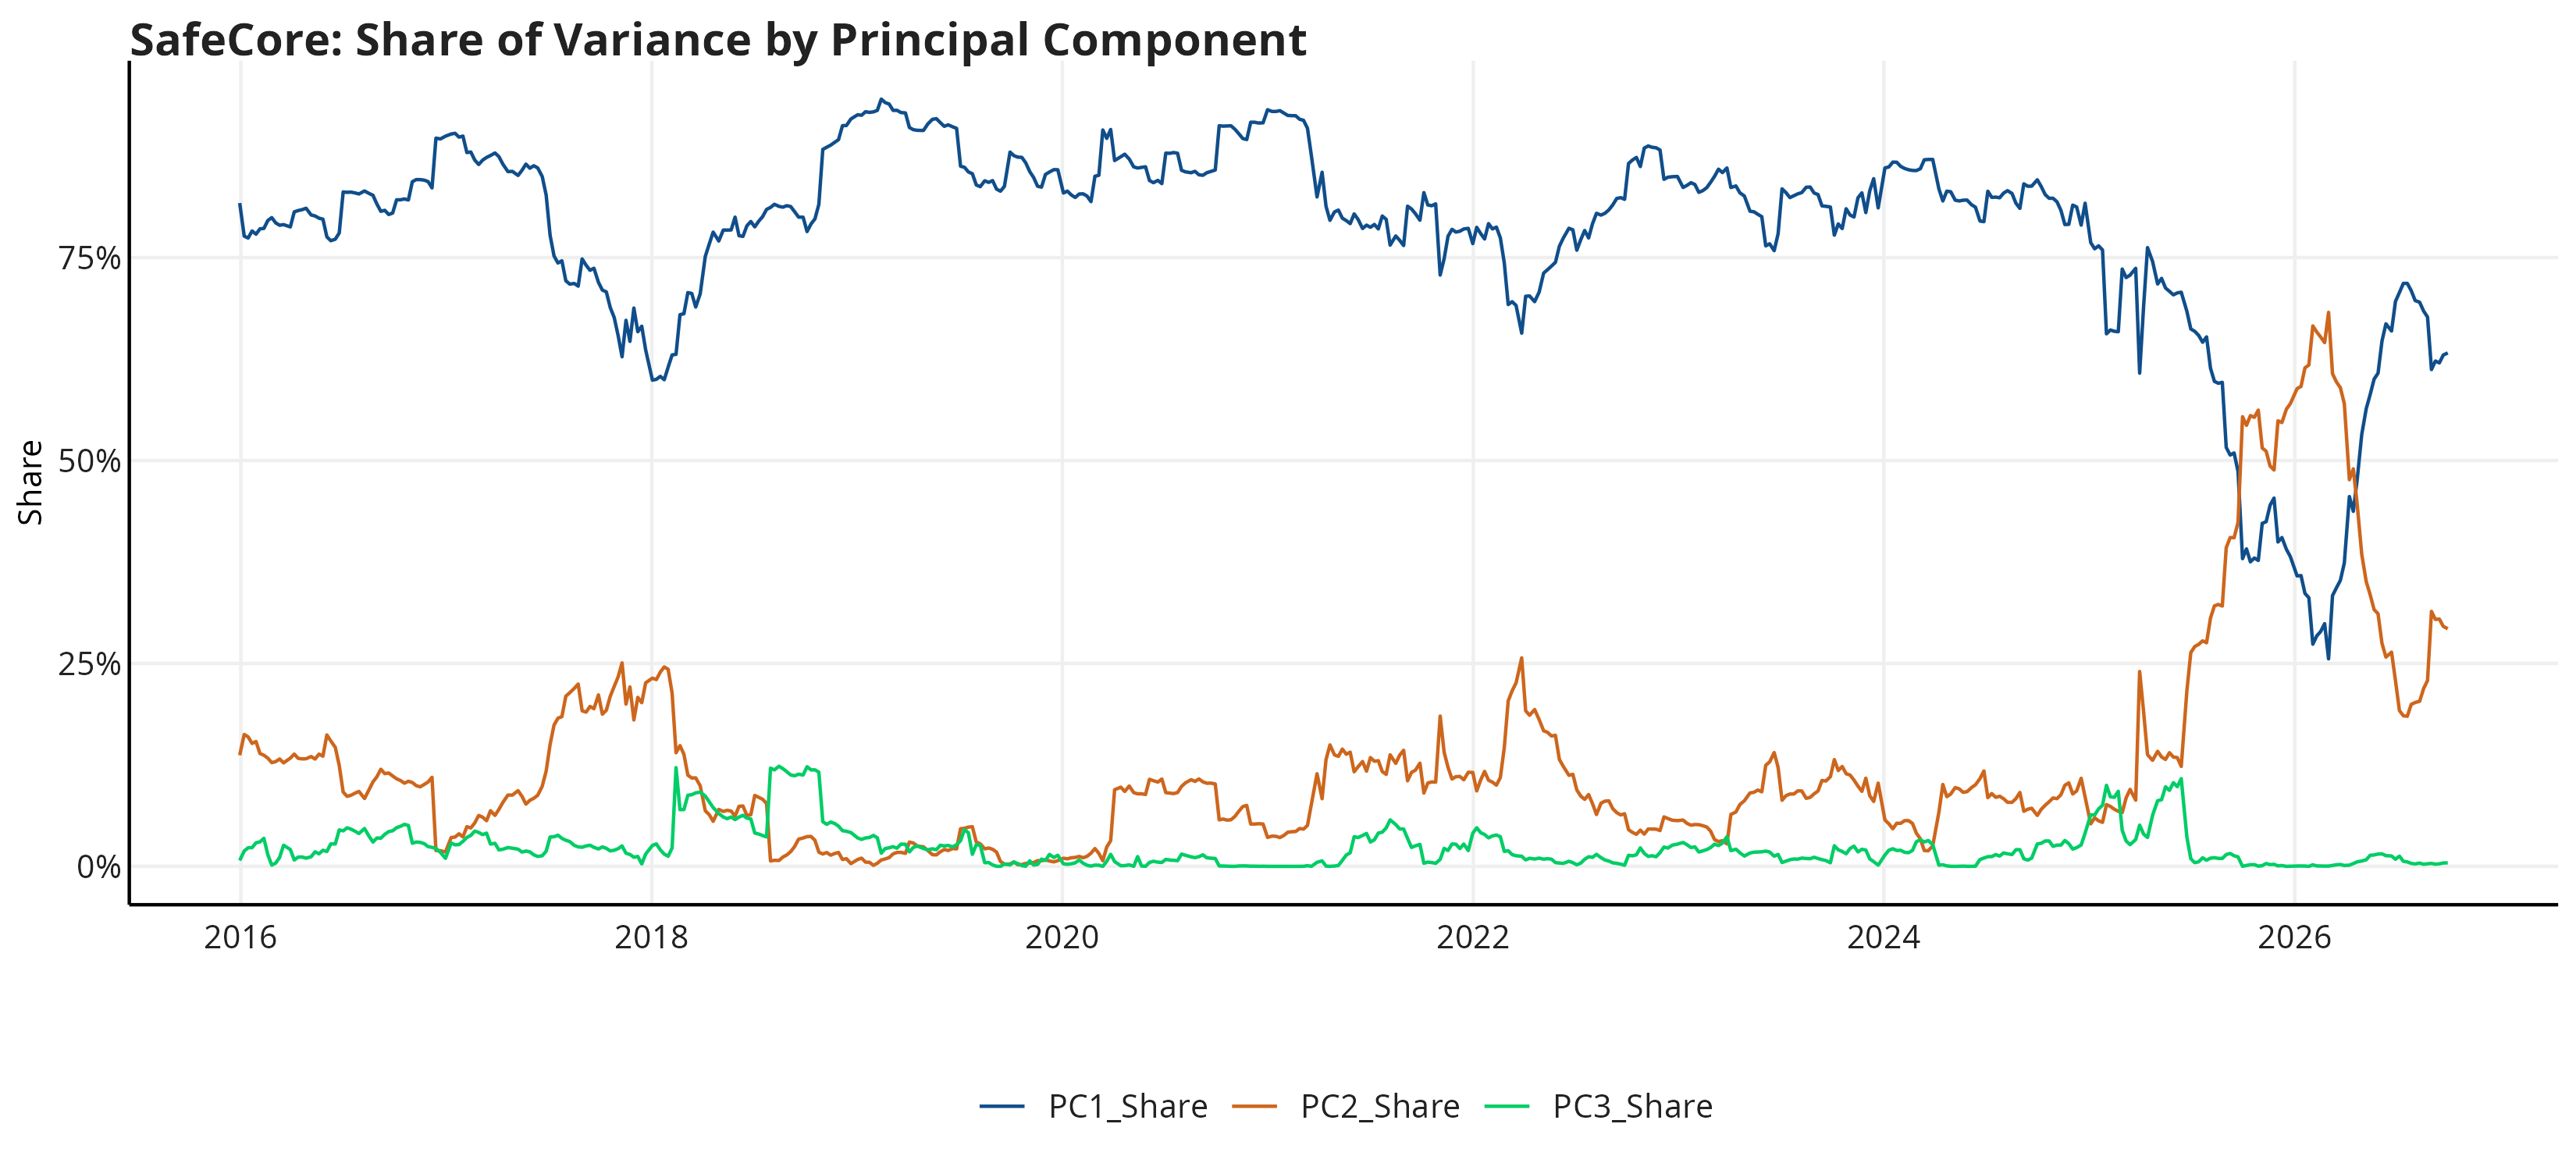 SafeCore: Share of Variance by Principal Component
Share
75%
50%
25%
0%
2016 2018 2020 2022 2024 2026
PC1_Share PC2_Share PC3_Share